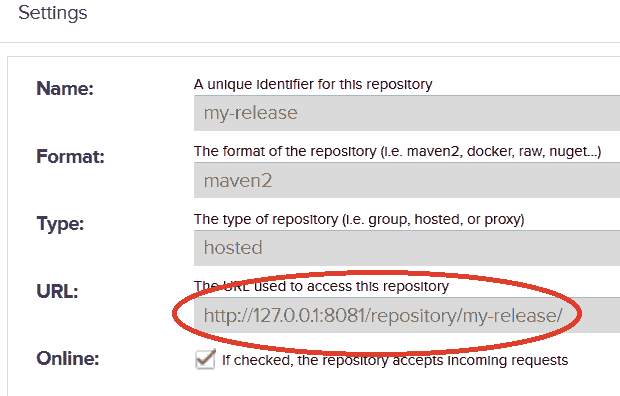 Settings
Name:
A unique identifier for this repository
my-release
Format:
The format of the repository (i.e. maven2, docker, raw, nuget...)
maven2
Type:
The type of repository (i.e. group, hosted, or proxy)
hosted
URL:
The URL used to access this repository
http://127.0.0.1:8081/repository/my-release/
Online:
If checked, the repository accepts incoming requests